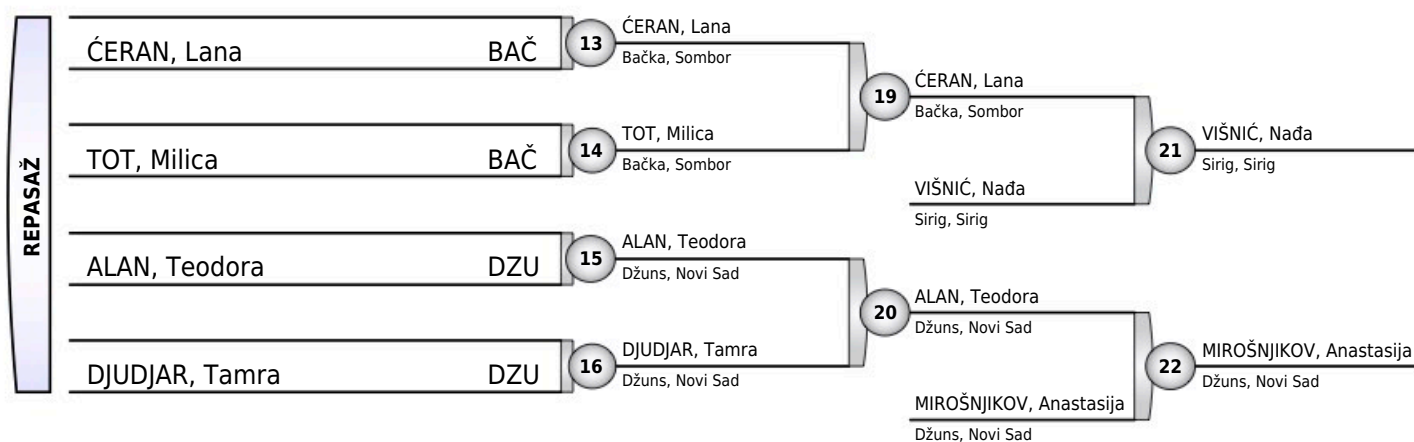 REPASAŽ
ĆERAN, Lana BAČ
TOT, Milica BAČ
ALAN, Teodora DZU
DJUDJAR, Tamra DZU
13
ĆERAN, Lana
Bačka, Sombor
14
TOT, Milica
Bačka, Sombor
15
ALAN, Teodora
Džuns, Novi Sad
16
DJUDJAR, Tamra
Džuns, Novi Sad
19
ĆERAN, Lana
Bačka, Sombor
VIŠNIĆ, Nađa
Sirig, Sirig
20
ALAN, Teodora
Džuns, Novi Sad
MIROŠNJIKOV, Anastasija
Džuns, Novi Sad
21
VIŠNIĆ, Nađa
Sirig, Sirig
22
MIROŠNJIKOV, Anastasija
Džuns, Novi Sad